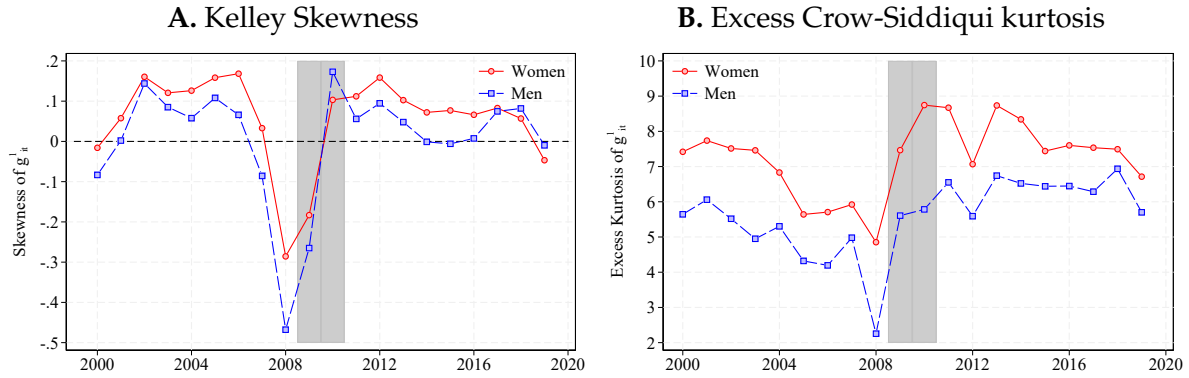 A. Kelley Skewness
Skewness of g¹ᵢₜ
.2
.1
0
-.1
-.2
-.3
-.4
-.5
Women
Men
2000 2004 2008 2012 2016 2020
B. Excess Crow-Siddiqui kurtosis
Excess Kurtosis of g¹ᵢₜ
10
9
8
7
6
5
4
3
2
Women
Men
2000 2004 2008 2012 2016 2020